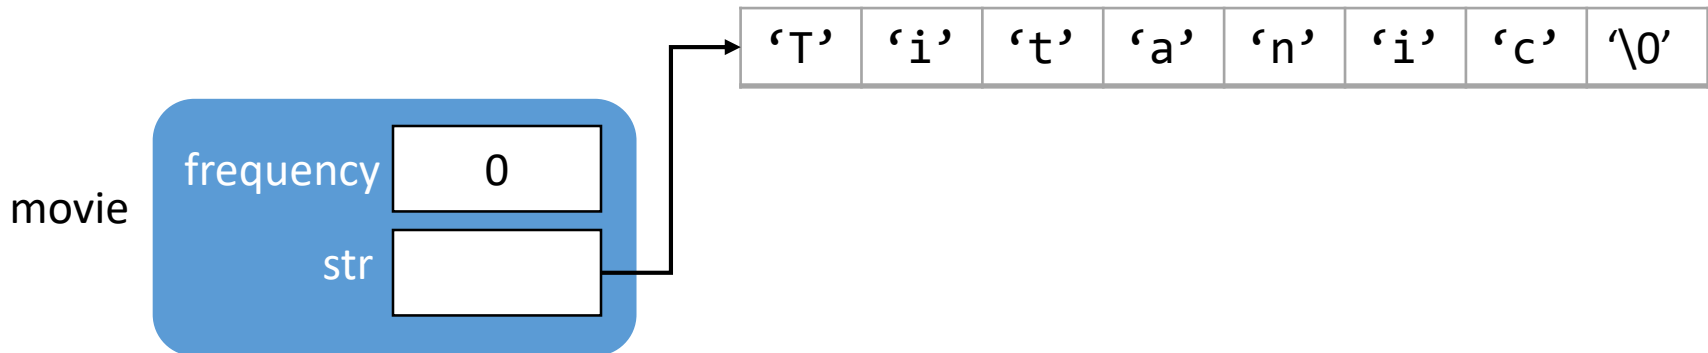 ‘T’ ‘i’ ‘t’ ‘a’ ‘n’ ‘i’ ‘c’ ‘\0’
frequency 0
movie
str